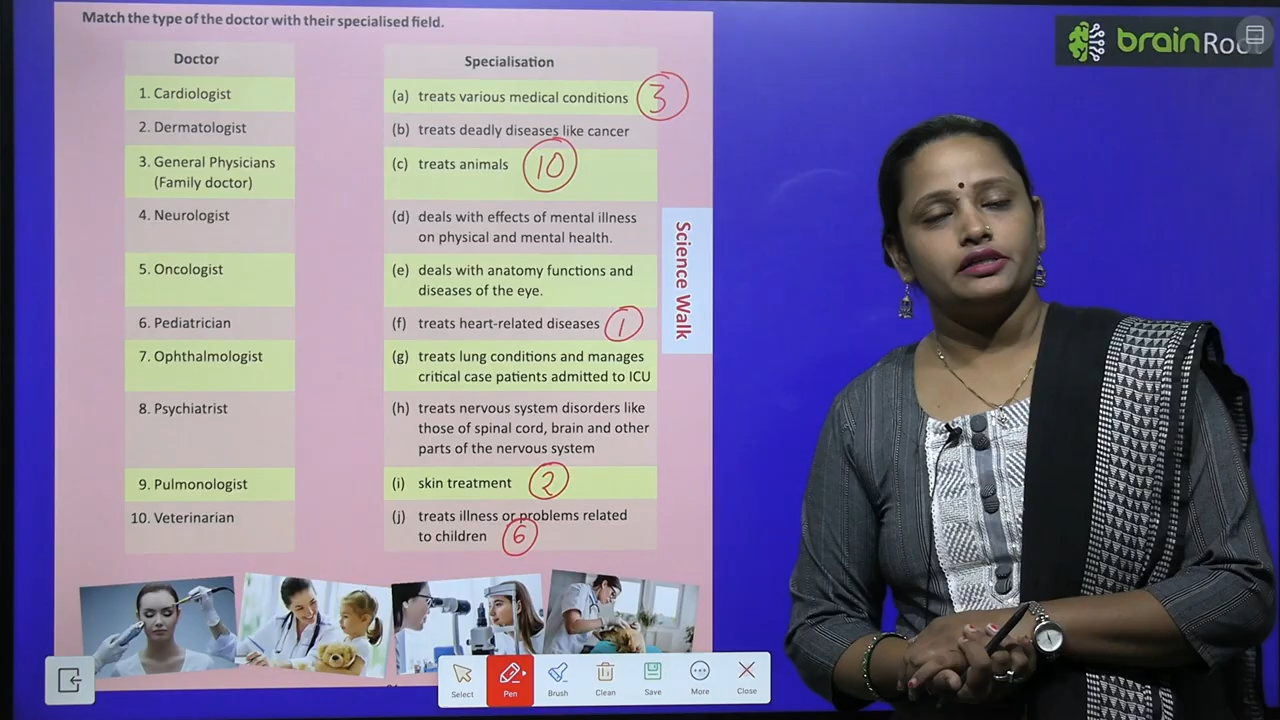 Match the type of the doctor with their specialised field.
brainRoo
Doctor
Specialisation
1. Cardiologist
(a) treats various medical conditions 3
2. Dermatologist
(b) treats deadly diseases like cancer
3. General Physicians
(Family doctor)
(c) treats animals 10
4. Neurologist
(d) deals with effects of mental illness
on physical and mental health.
5. Oncologist
(e) deals with anatomy functions and
diseases of the eye.
6. Pediatrician
(f) treats heart-related diseases 1
7. Ophthalmologist
(g) treats lung conditions and manages
critical case patients admitted to ICU
8. Psychiatrist
(h) treats nervous system disorders like
those of spinal cord, brain and other
parts of the nervous system
9. Pulmonologist
(i) skin treatment 2
10. Veterinarian
(j) treats illness or problems related
to children 6
Science Walk
Select
Pen
Brush
Clean
Save
More
Close